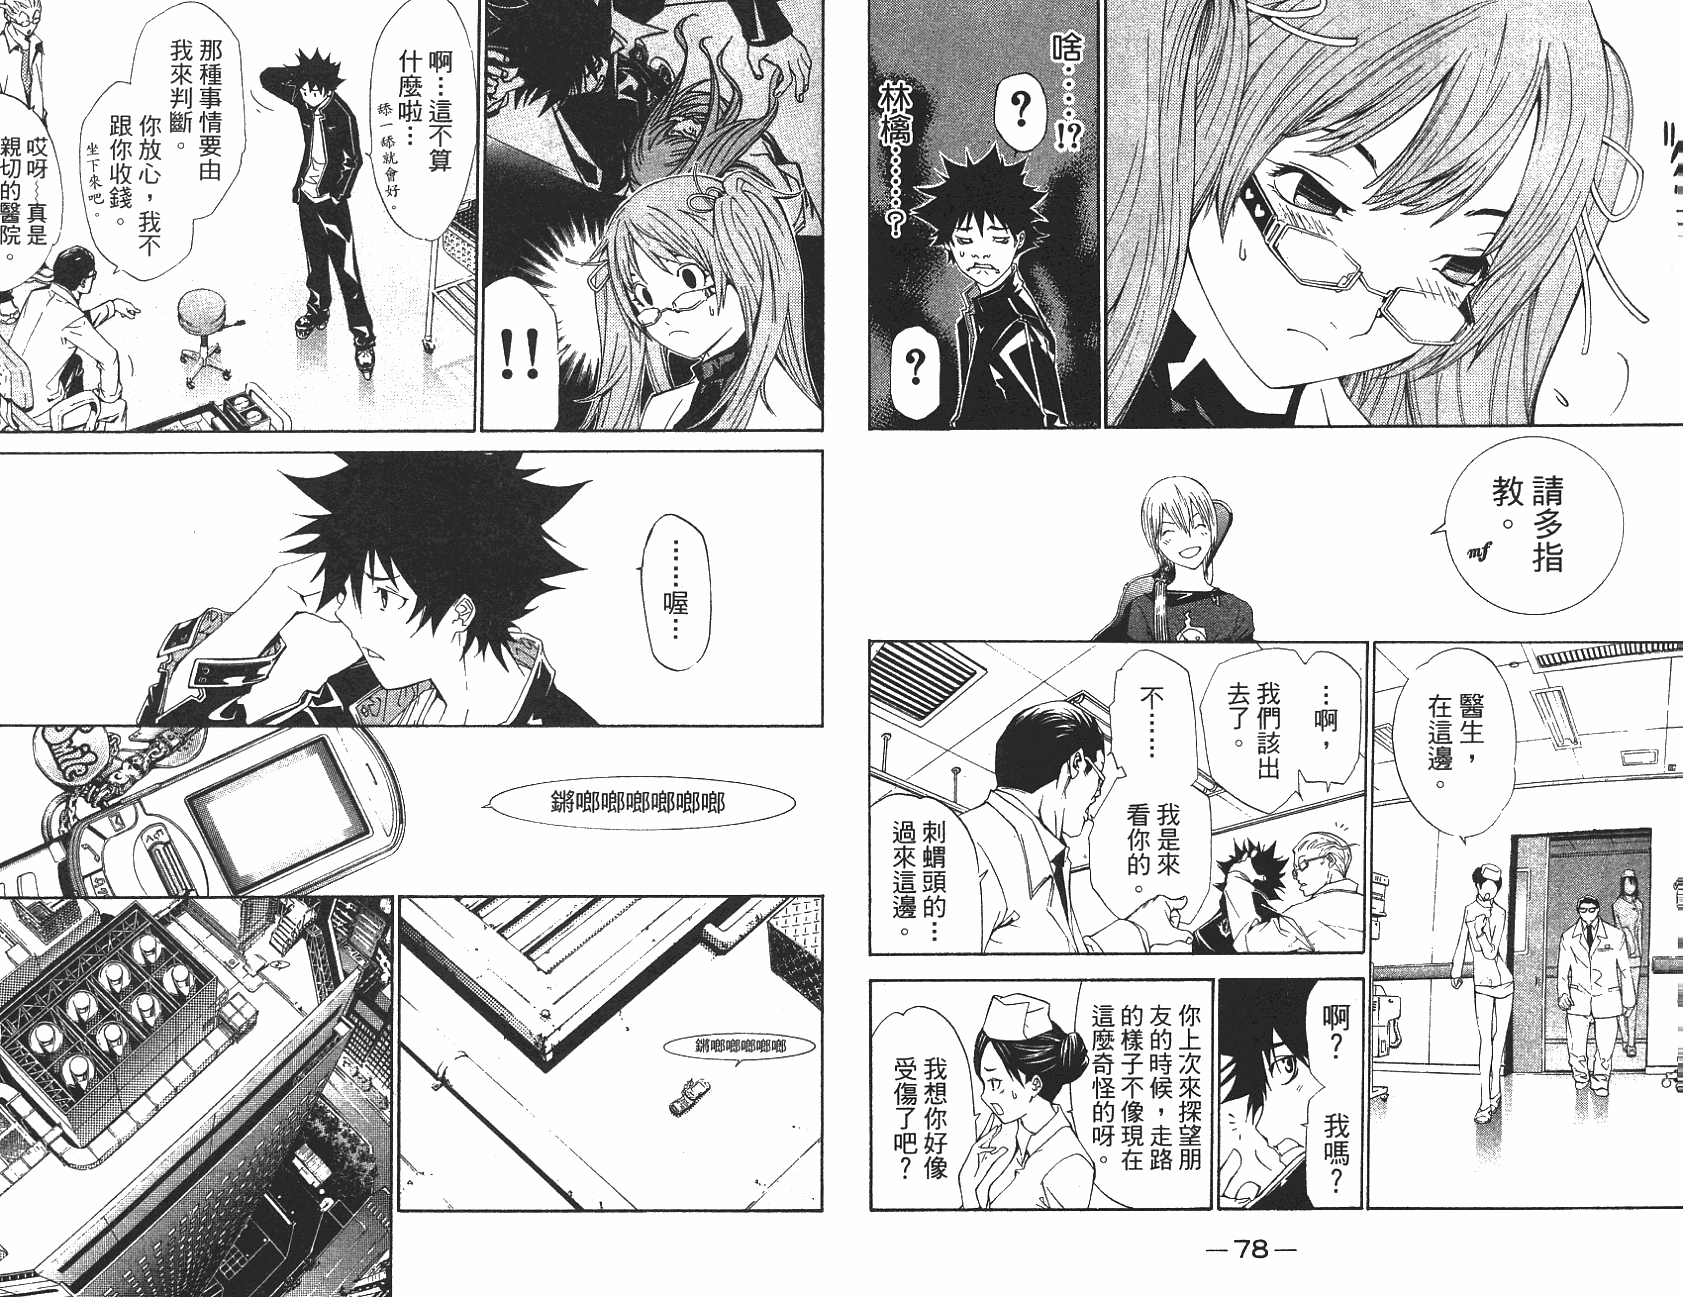 啥……!?
?
林檎……?
?
請多指
教。
mf
醫生,
在這邊。
…啊,
我們該出
去了。
不……
我是來
看你的。
刺蝟頭的…
過來這邊。
啊?
我嗎?
你上次來探望朋
友的時候,走路
的樣子不像現在
這麼奇怪的呀。
我想你好像
受傷了吧?
—78—
!!
啊…這不算
什麼啦…
舔一舔就會好。
那種事情要由
我來判斷。
你放心,我不
跟你收錢。
坐下來吧。
哎呀~真是
親切的醫院。
……喔…
鏘啷啷啷啷啷啷
鏘啷啷啷啷啷